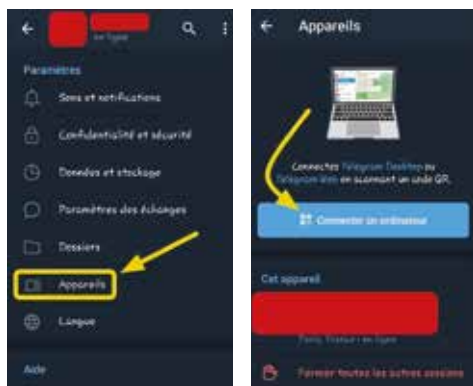 en ligne
Paramètres
Sons et notifications
Confidentialité et sécurité
Données et stockage
Paramètres des échanges
Dossiers
Appareils
Langue
Aide
Appareils
Connectez Telegram Desktop ou
Telegram Web en scannant un code QR.
Connecter un ordinateur
Cet appareil
Paris, France • en ligne
Fermer toutes les autres sessions